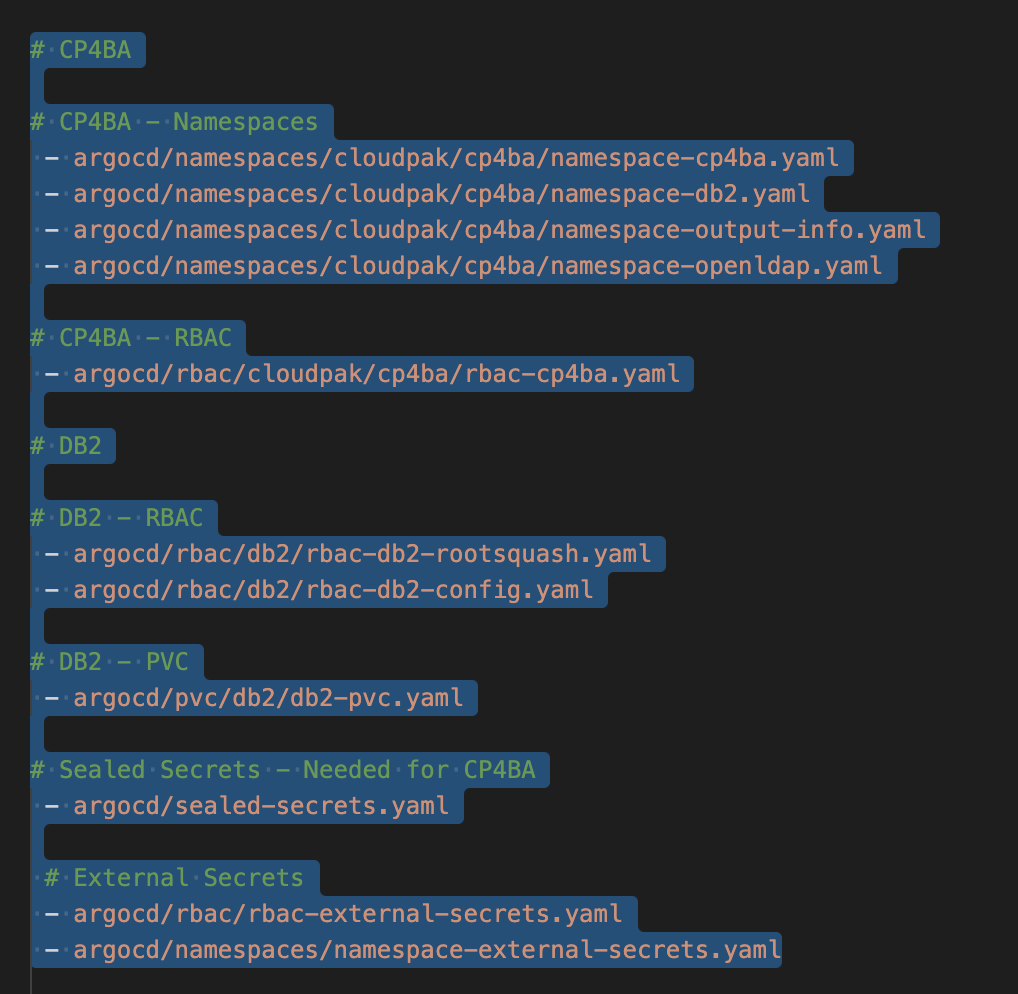 # CP4BA
# CP4BA - Namespaces
- argocd/namespaces/cloudpak/cp4ba/namespace-cp4ba.yaml
- argocd/namespaces/cloudpak/cp4ba/namespace-db2.yaml
- argocd/namespaces/cloudpak/cp4ba/namespace-output-info.yaml
- argocd/namespaces/cloudpak/cp4ba/namespace-openldap.yaml
# CP4BA - RBAC
- argocd/rbac/cloudpak/cp4ba/rbac-cp4ba.yaml
# DB2
# DB2 - RBAC
- argocd/rbac/db2/rbac-db2-rootsquash.yaml
- argocd/rbac/db2/rbac-db2-config.yaml
# DB2 - PVC
- argocd/pvc/db2/db2-pvc.yaml
# Sealed Secrets - Needed for CP4BA
- argocd/sealed-secrets.yaml
# External Secrets
- argocd/rbac/rbac-external-secrets.yaml
- argocd/namespaces/namespace-external-secrets.yaml